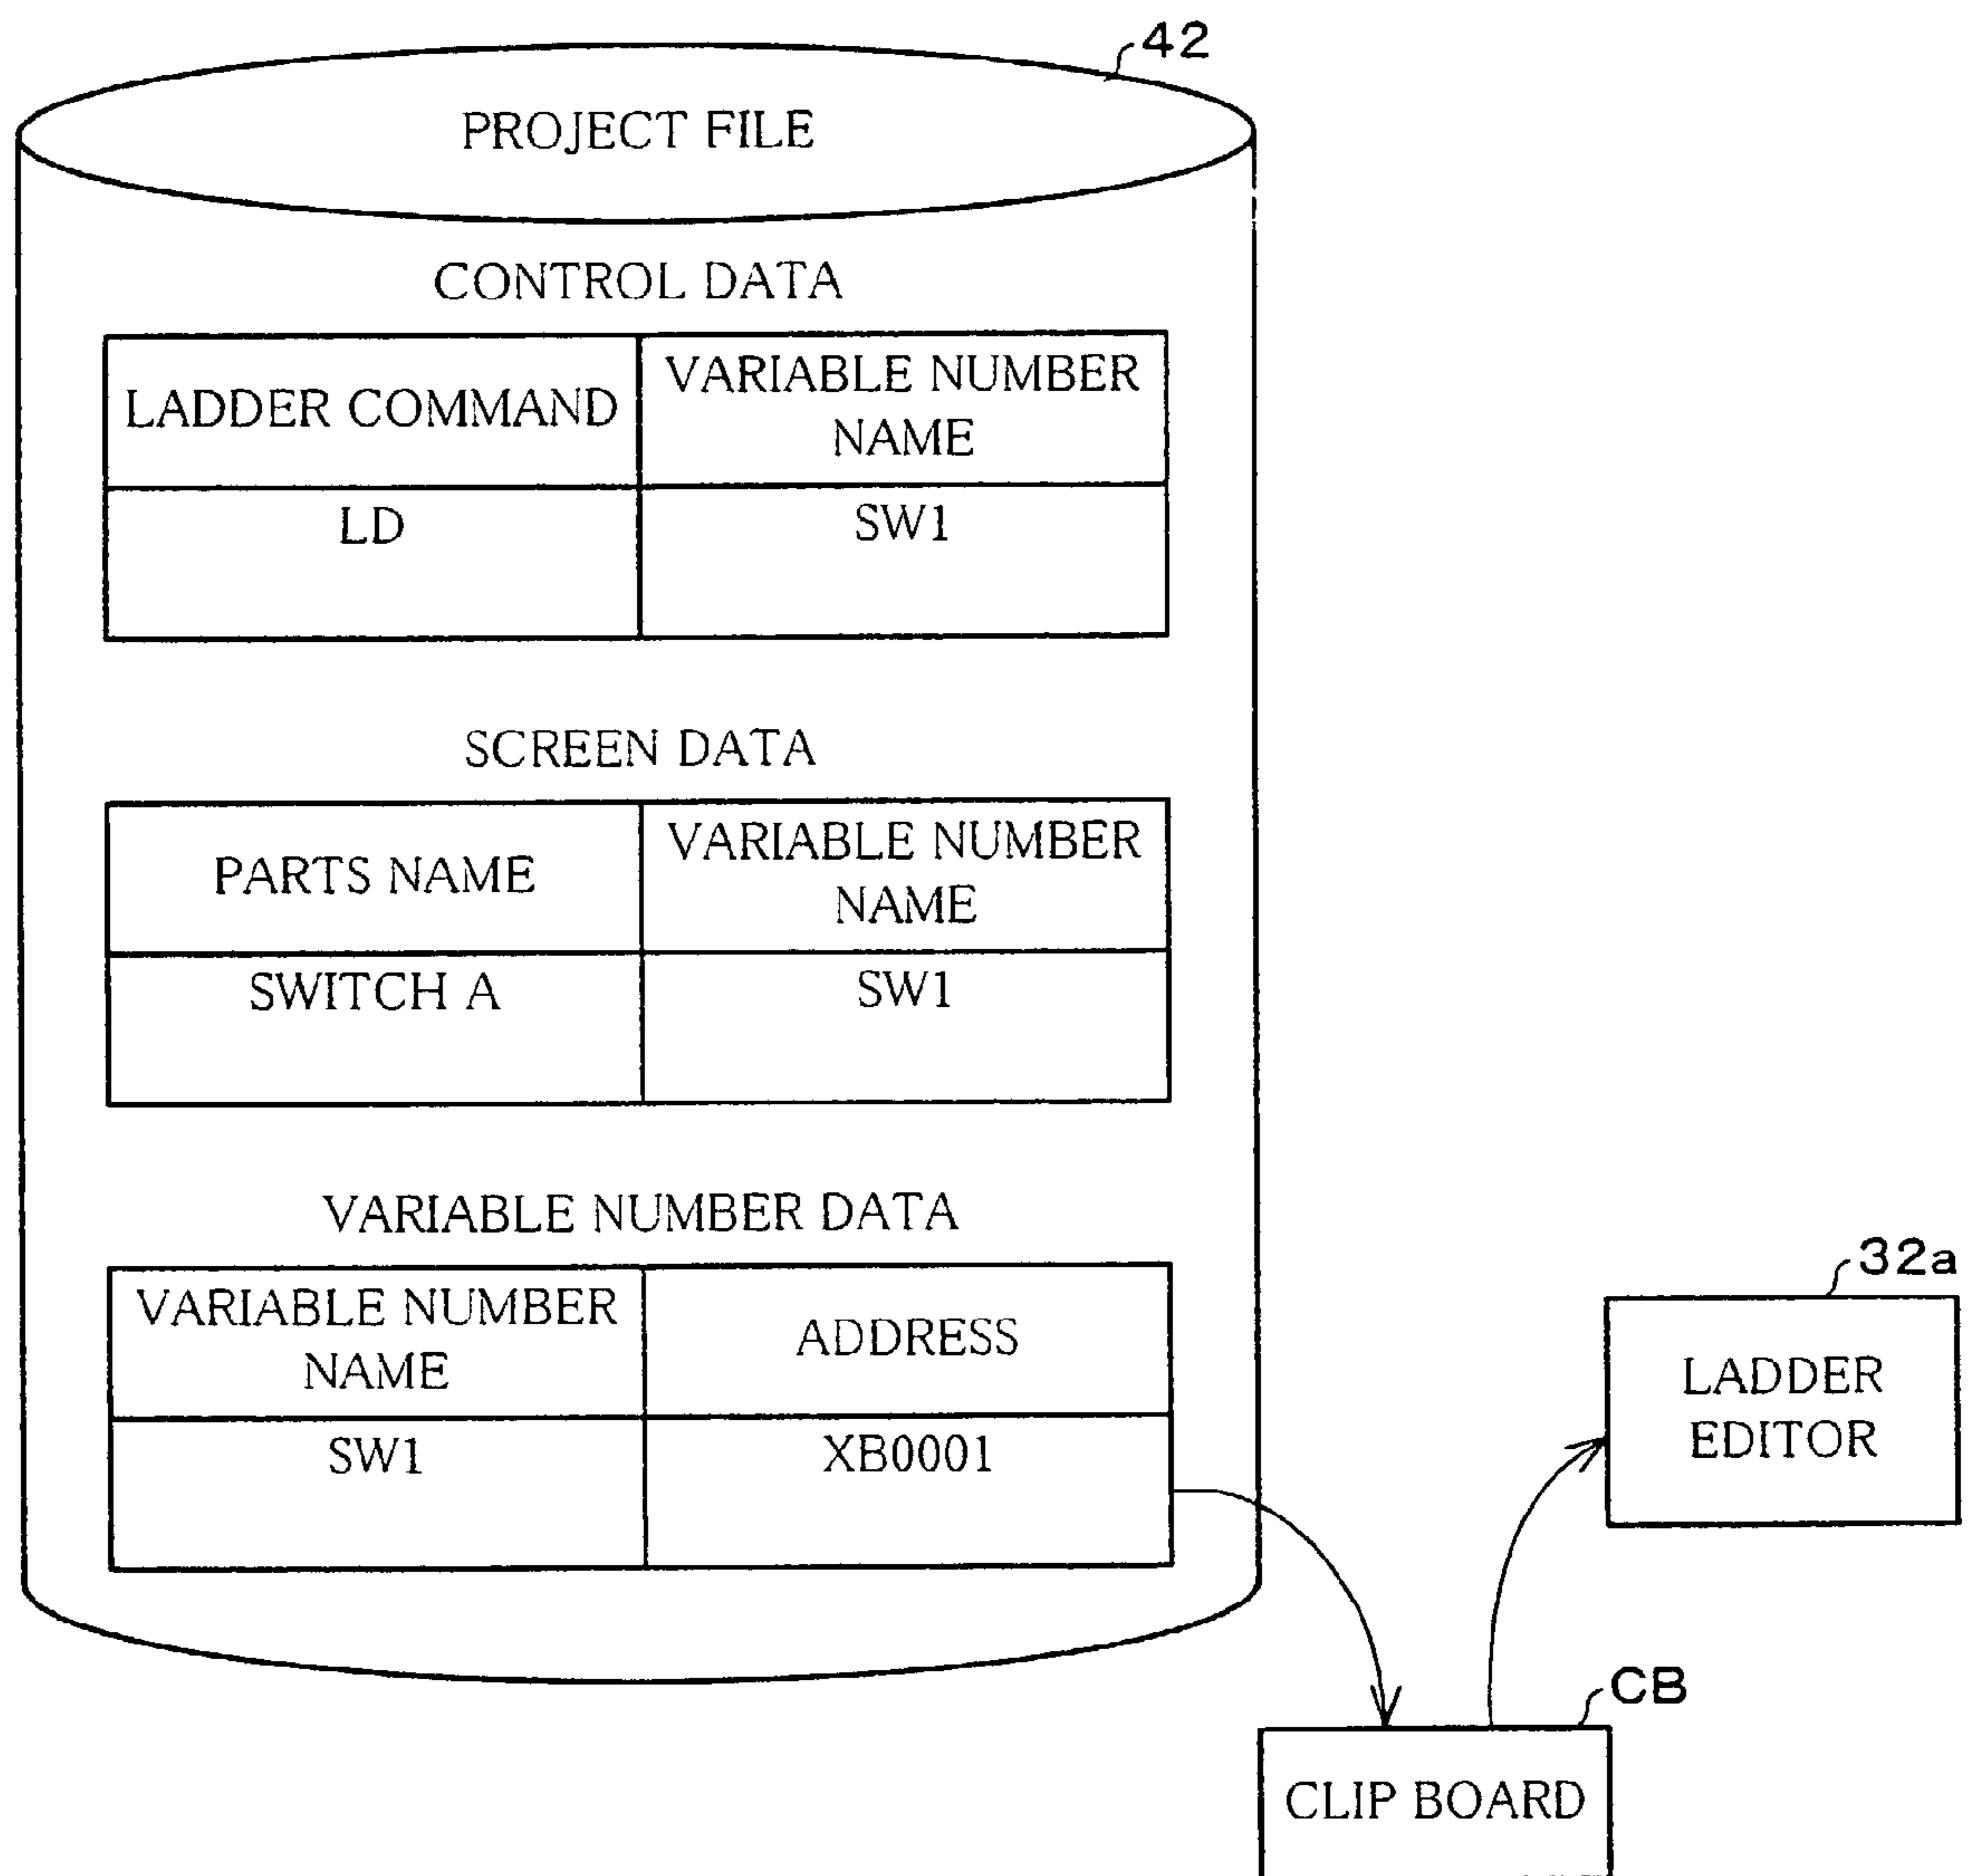 42
PROJECT FILE
CONTROL DATA
LADDER COMMAND
VARIABLE NUMBER
NAME
LD
SW1
SCREEN DATA
PARTS NAME
VARIABLE NUMBER
NAME
SWITCH A
SW1
VARIABLE NUMBER DATA
VARIABLE NUMBER
NAME
ADDRESS
SW1
XB0001
32a
LADDER
EDITOR
CB
CLIP BOARD